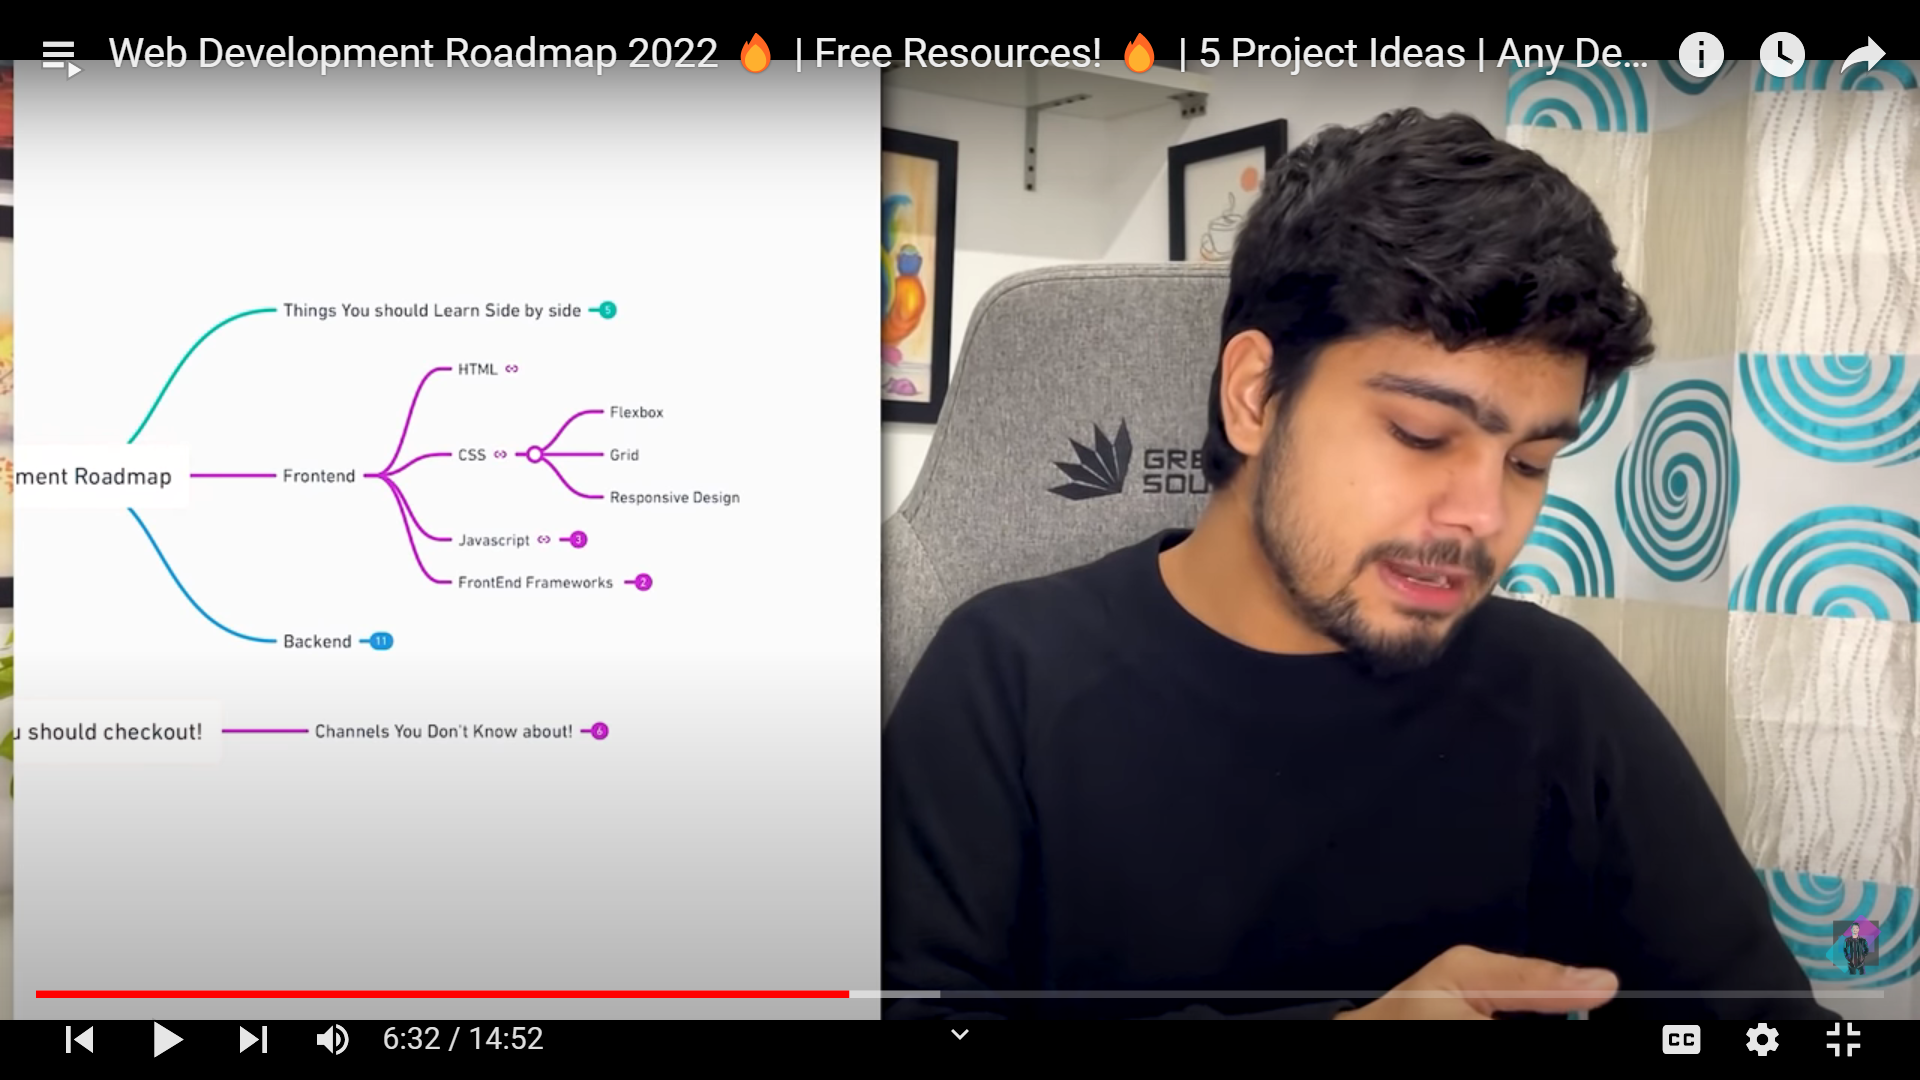 Web Development Roadmap 2022 🔥 | Free Resources! 🔥 | 5 Project Ideas | Any De...
Things You should Learn Side by side 5
HTML
Flexbox
CSS
Grid
ment Roadmap
Frontend
Responsive Design
Javascript 3
FrontEnd Frameworks 2
Backend 11
u should checkout!
Channels You Don't Know about! 6
GRE
SOU
6:32 / 14:52
CC